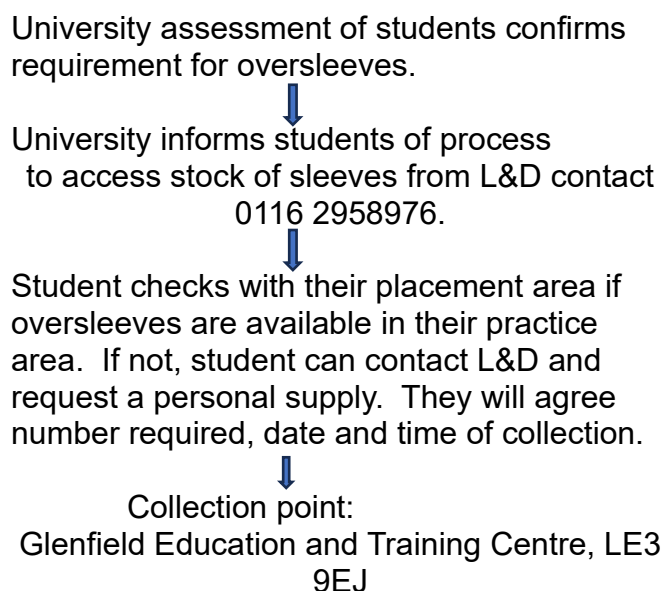 University assessment of students confirms
requirement for oversleeves.
University informs students of process
to access stock of sleeves from L&D contact
0116 2958976.
Student checks with their placement area if
oversleeves are available in their practice
area.  If not, student can contact L&D and
request a personal supply.  They will agree
number required, date and time of collection.
Collection point:
Glenfield Education and Training Centre, LE3
9EJ